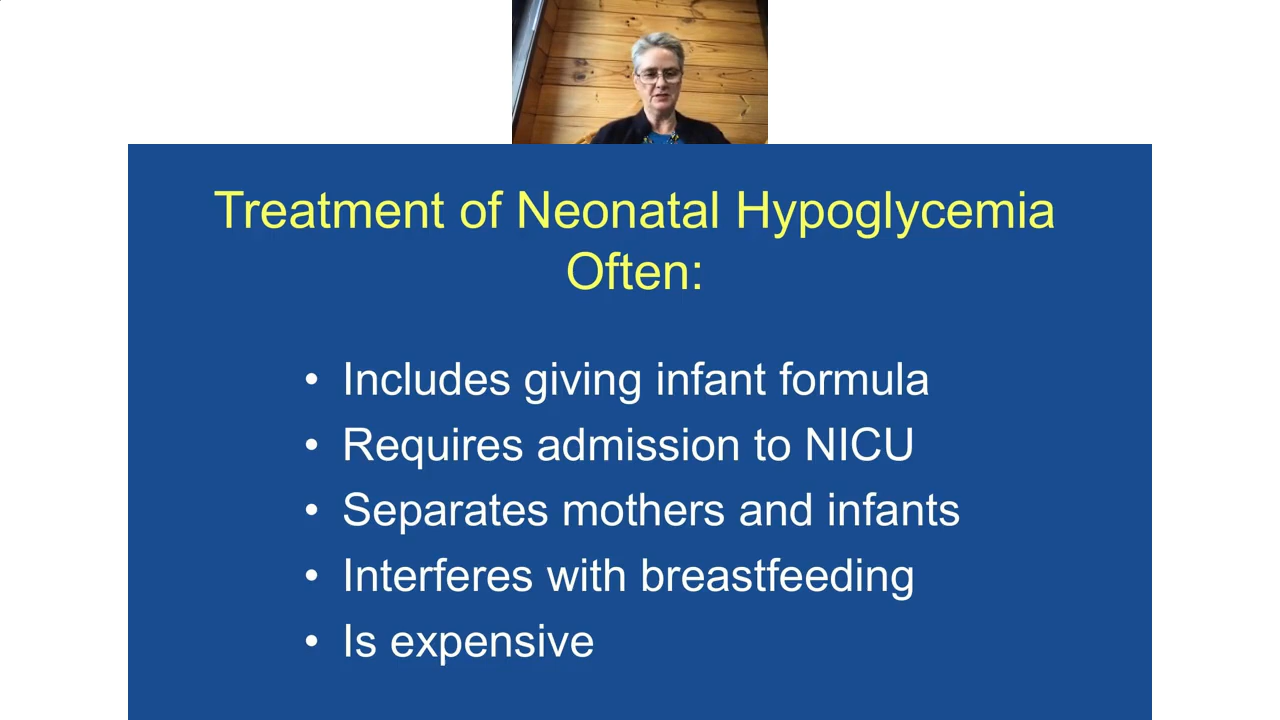 Treatment of Neonatal Hypoglycemia
Often:
• Includes giving infant formula
• Requires admission to NICU
• Separates mothers and infants
• Interferes with breastfeeding
• Is expensive